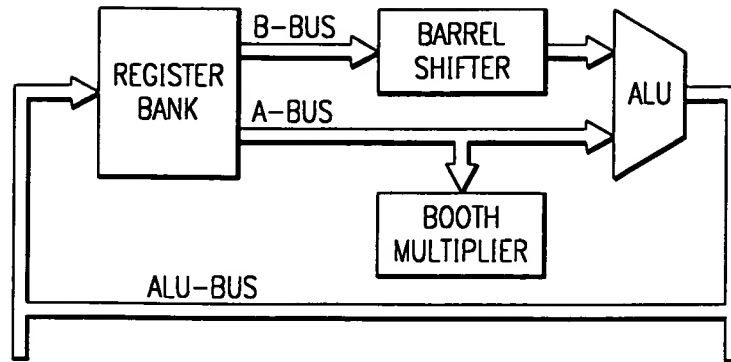 B-BUS
BARREL
SHIFTER
REGISTER
BANK
ALU
A-BUS
BOOTH
MULTIPLIER
ALU-BUS